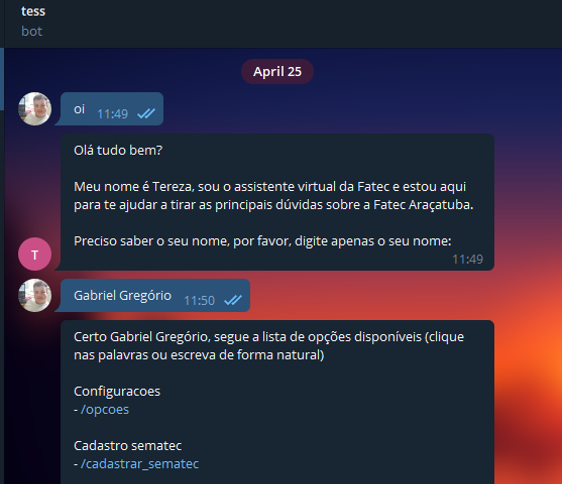 tess
bot
April 25
oi 11:49
Olá tudo bem?
Meu nome é Tereza, sou o assistente virtual da Fatec e estou aqui
para te ajudar a tirar as principais dúvidas sobre a Fatec Araçatuba.
Preciso saber o seu nome, por favor, digite apenas o seu nome:
11:49
T
Gabriel Gregório 11:50
Certo Gabriel Gregório, segue a lista de opções disponíveis (clique
nas palavras ou escreva de forma natural)
Configuracoes
- /opcoes
Cadastro sematec
- /cadastrar_sematec